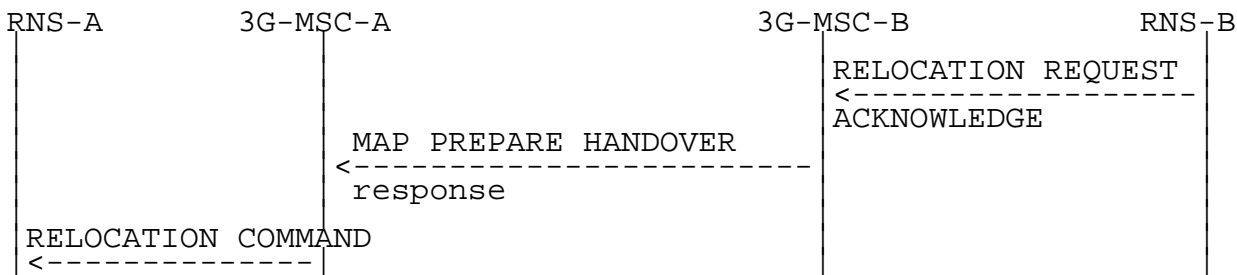 RNS-A 3G-MSC-A 3G-MSC-B RNS-B
RELOCATION REQUEST
ACKNOWLEDGE
MAP PREPARE HANDOVER
response
RELOCATION COMMAND